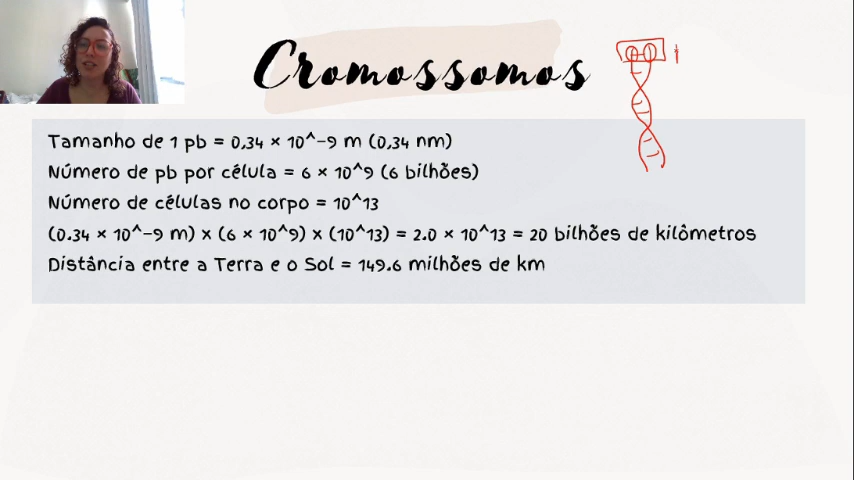 Cromossomos
Tamanho de 1 pb = 0,34 × 10^-9 m (0,34 nm)
Número de pb por célula = 6 × 10^9 (6 bilhões)
Número de células no corpo = 10^13
(0.34 × 10^-9 m) x (6 × 10^9) x (10^13) = 2.0 × 10^13 = 20 bilhões de kilômetros
Distância entre a Terra e o Sol = 149.6 milhões de km